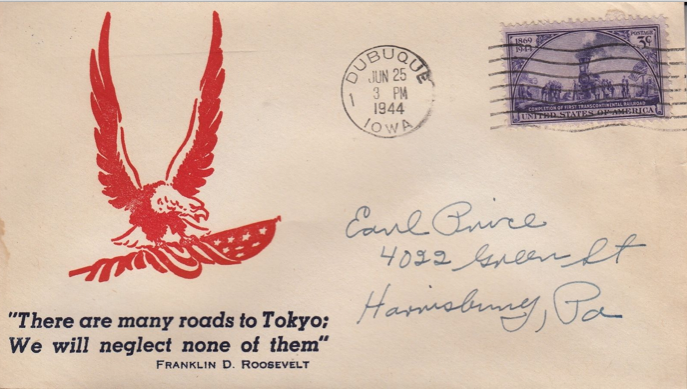 DUBUQUE
JUN 25
3 PM
1944
1
IOWA
1869
1944
POSTAGE
3¢
COMPLETION OF FIRST TRANSCONTINENTAL RAILROAD
UNITED STATES OF AMERICA
Earl Price
4022 Green St
Harrisburg, Pa
"There are many roads to Tokyo;
We will neglect none of them"
FRANKLIN D. ROOSEVELT